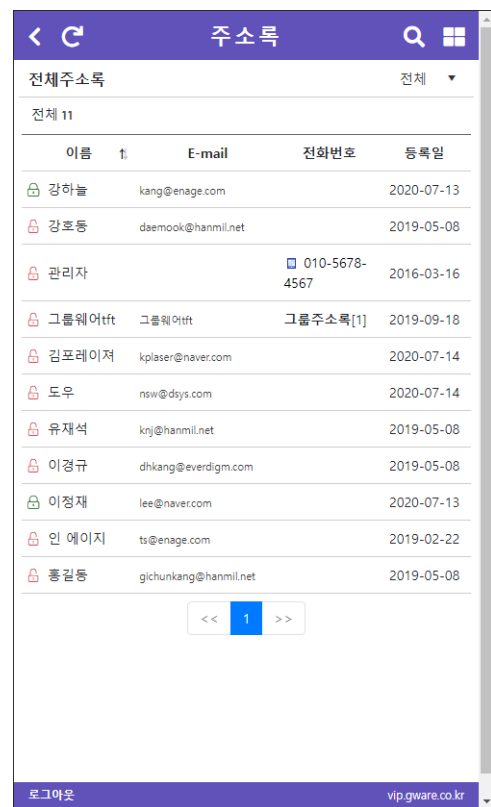 주소록
전체주소록 전체 ▼
전체 11
이름 ⇅ E-mail 전화번호 등록일
강하늘 kang@enage.com 2020-07-13
강호동 daemook@hanmil.net 2019-05-08
관리자 010-5678-4567 2016-03-16
그룹웨어tft 그룹웨어tft 그룹주소록[1] 2019-09-18
김포레이져 kplaser@naver.com 2020-07-14
도우 nsw@dsys.com 2020-07-14
유재석 knj@hanmil.net 2019-05-08
이경규 dhkang@everdigm.com 2019-05-08
이정재 lee@naver.com 2020-07-13
인 에이지 ts@enage.com 2019-02-22
홍길동 gichunkang@hanmil.net 2019-05-08
<< 1 >>
로그아웃 vip.gware.co.kr